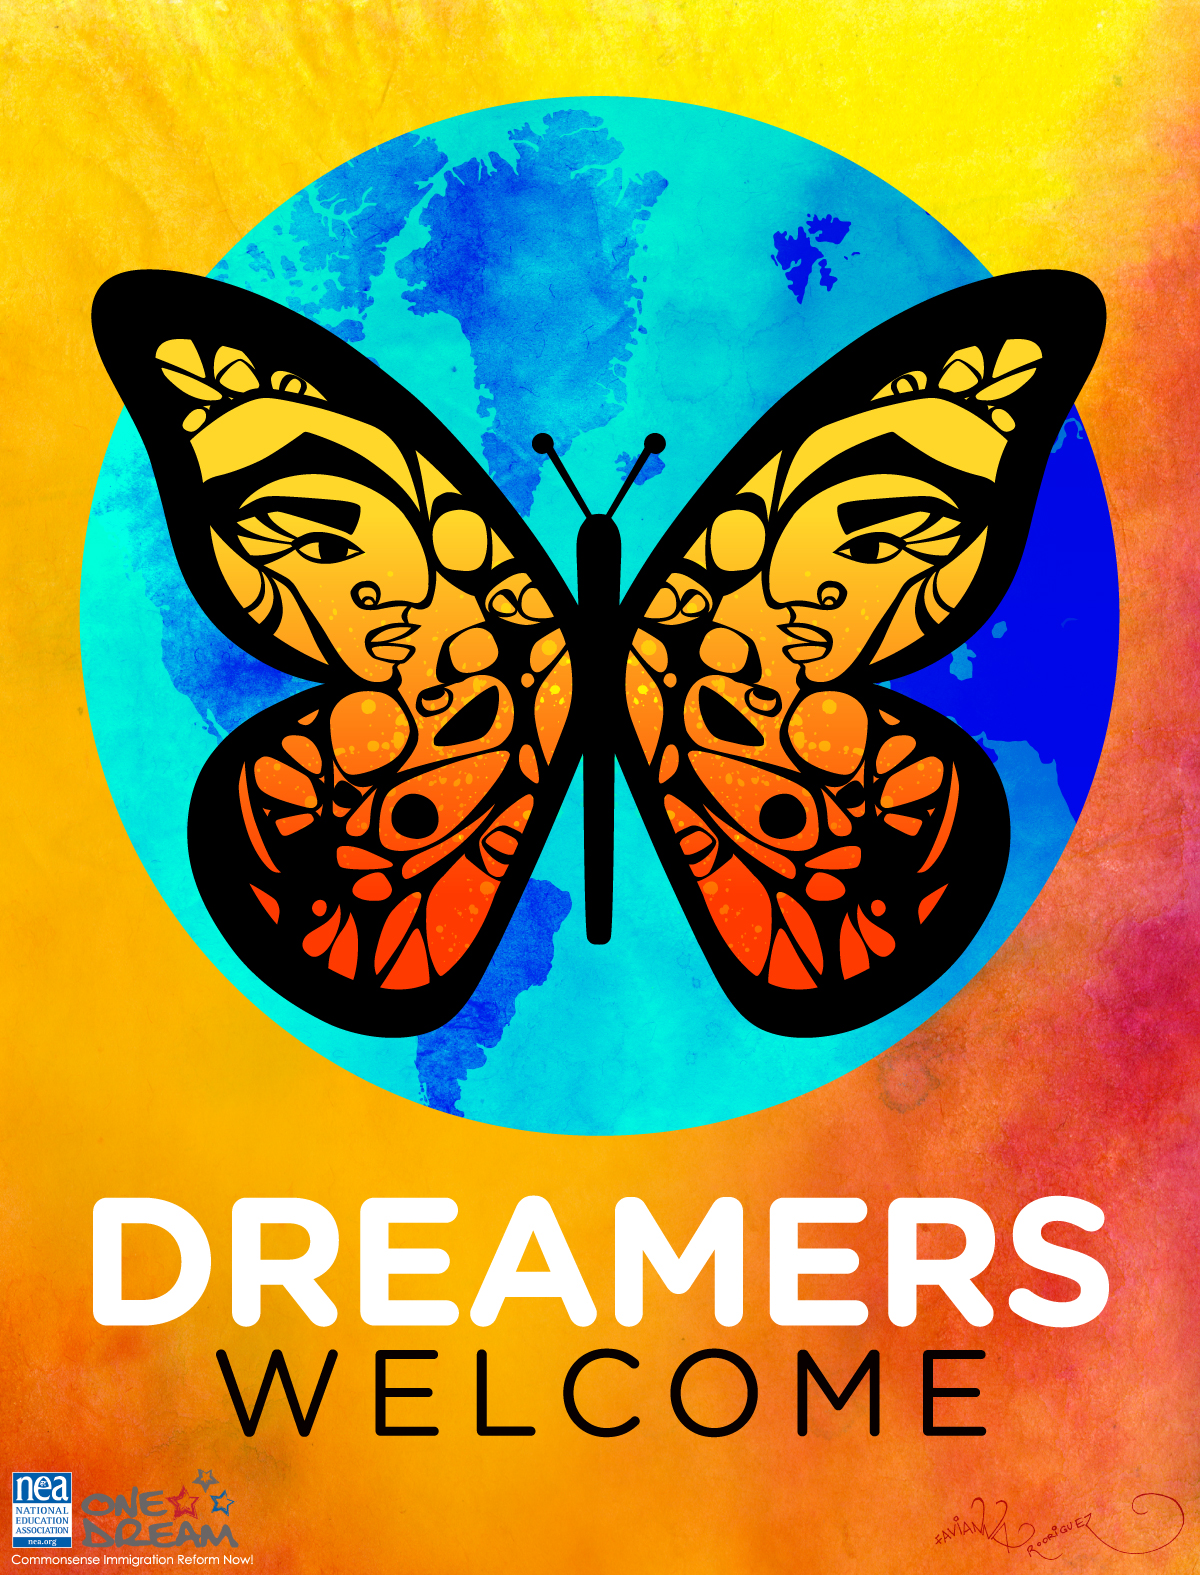 DREAMERS
WELCOME
nea
NATIONAL
EDUCATION
ASSOCIATION
nea.org
ONE
DREAM
Commonsense Immigration Reform Now!
FAVIANNA
RODRIGUEZ